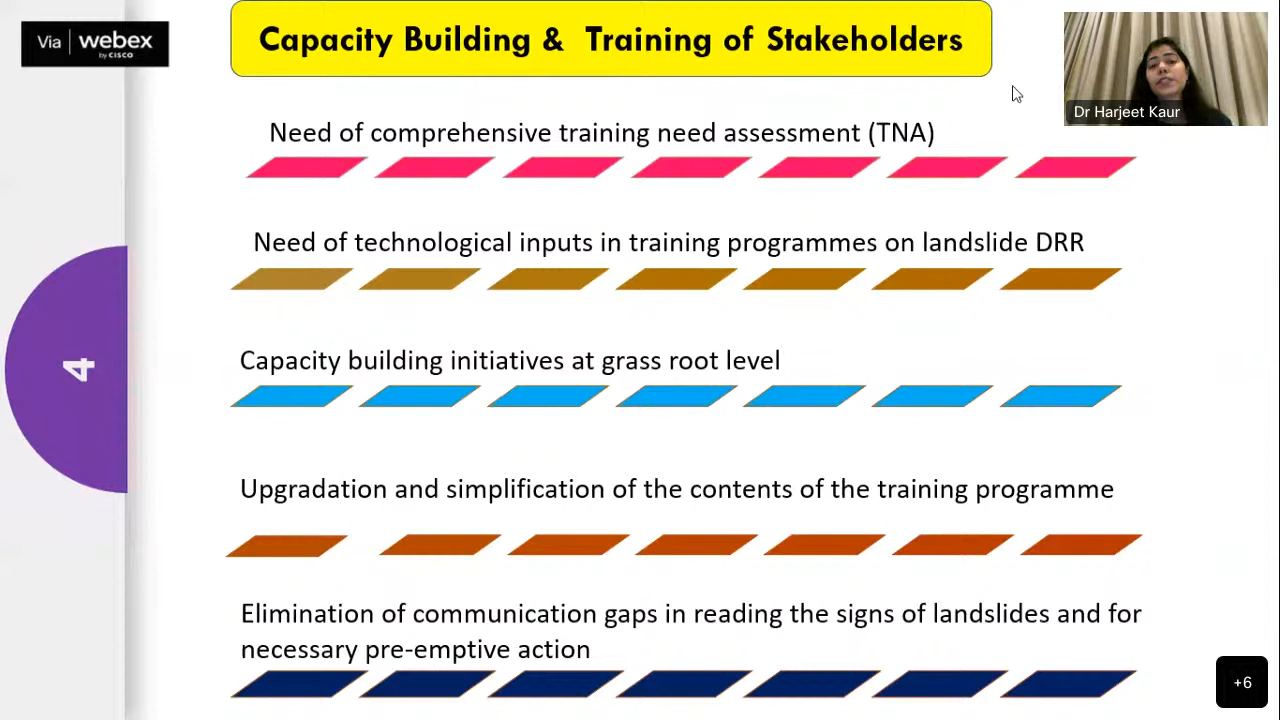 Via webex
by CISCO
Capacity Building & Training of Stakeholders
Dr Harjeet Kaur
Need of comprehensive training need assessment (TNA)
Need of technological inputs in training programmes on landslide DRR
4
Capacity building initiatives at grass root level
Upgradation and simplification of the contents of the training programme
Elimination of communication gaps in reading the signs of landslides and for
necessary pre-emptive action
+6